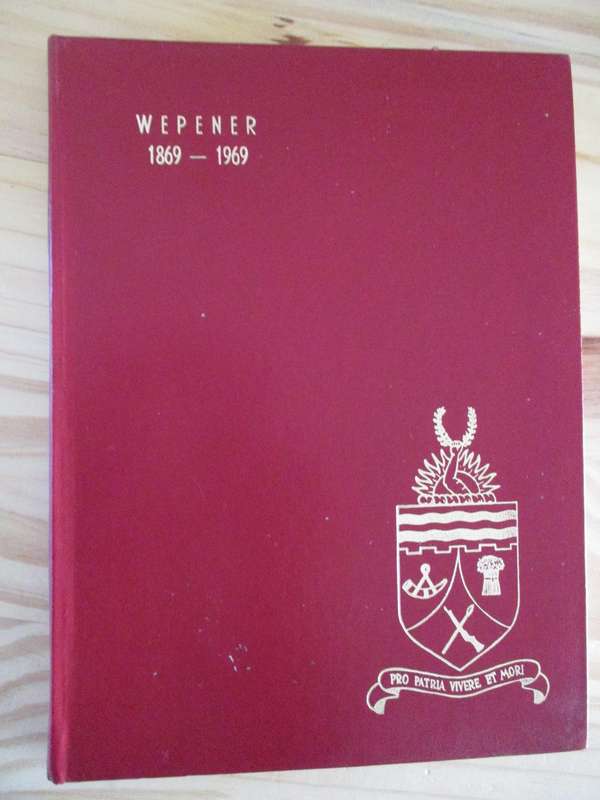 WEPENER
1869 — 1969
PRO PATRIA VIVERE ET MORI